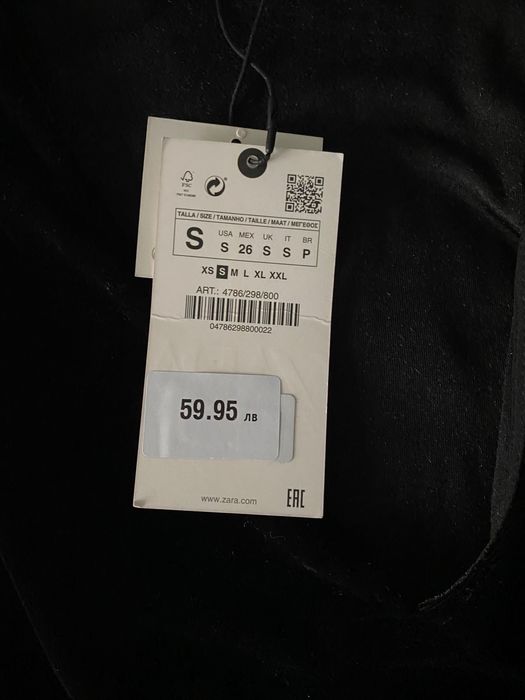 FSC
TALLA / SIZE / TAMANHO / TAILLE / MAAT / ΜΕΓΕΘΟΣ
S
USA MEX UK IT BR
S 26 S S P
XS S M L XL XXL
ART.: 4786/298/800
04786298800022
59.95 лв
www.zara.com
EAC